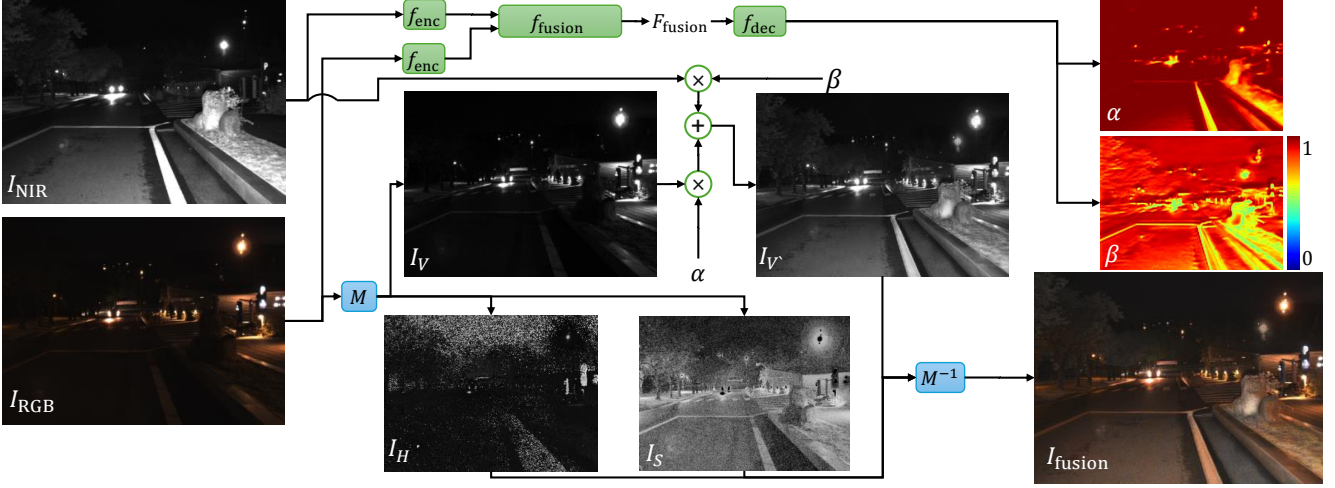 f_enc
f_fusion
F_fusion
f_dec
f_enc
×
β
α
+
I_NIR
1
×
I_V
I_V`
β
0
α
M
M⁻¹
I_RGB
I_H
I_S
I_fusion